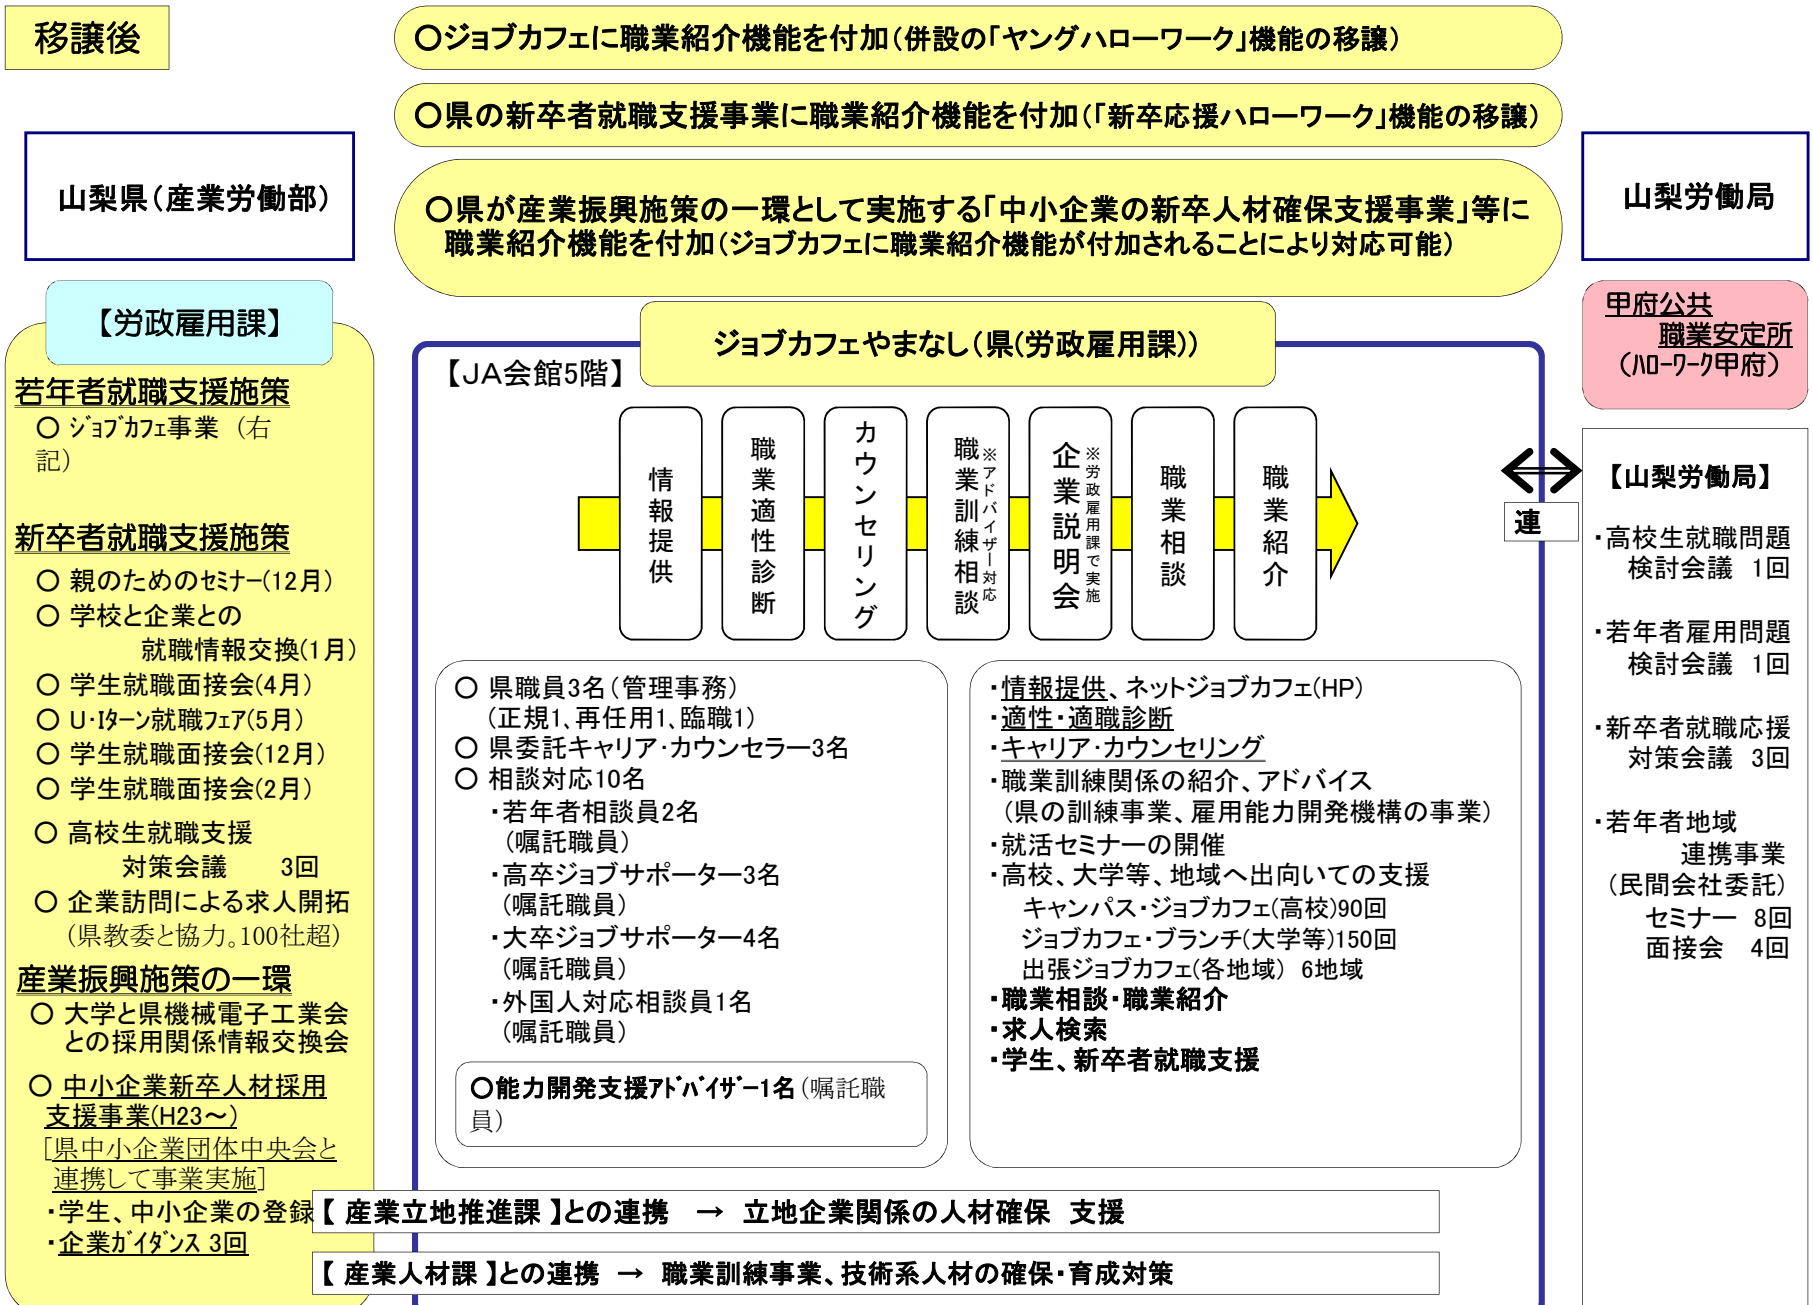 移譲後
○ジョブカフェに職業紹介機能を付加(併設の「ヤングハローワーク」機能の移譲)
○県の新卒者就職支援事業に職業紹介機能を付加(「新卒応援ハローワーク」機能の移譲)
○県が産業振興施策の一環として実施する「中小企業の新卒人材確保支援事業」等に
職業紹介機能を付加(ジョブカフェに職業紹介機能が付加されることにより対応可能)
山梨県(産業労働部)
【労政雇用課】
若年者就職支援施策
○ ジョブカフェ事業 (右
記)
新卒者就職支援施策
○ 親のためのセミナー(12月)
○ 学校と企業との
就職情報交換(1月)
○ 学生就職面接会(4月)
○ U・Iターン就職フェア(5月)
○ 学生就職面接会(12月)
○ 学生就職面接会(2月)
○ 高校生就職支援
対策会議 3回
○ 企業訪問による求人開拓
(県教委と協力。100社超)
産業振興施策の一環
○ 大学と県機械電子工業会
との採用関係情報交換会
○ 中小企業新卒人材採用
支援事業(H23~)
[県中小企業団体中央会と
連携して事業実施]
・学生、中小企業の登録
・企業ガイダンス 3回
ジョブカフェやまなし(県(労政雇用課))
【JA会館5階】
情報提供
職業適性診断
カウンセリング
職業訓練相談
※アドバイザー対応
企業説明会
※労政雇用課で実施
職業相談
職業紹介
○ 県職員3名(管理事務)
(正規1、再任用1、臨職1)
○ 県委託キャリア・カウンセラー3名
○ 相談対応10名
・若年者相談員2名
(嘱託職員)
・高卒ジョブサポーター3名
(嘱託職員)
・大卒ジョブサポーター4名
(嘱託職員)
・外国人対応相談員1名
(嘱託職員)
○能力開発支援アドバイザー1名(嘱託職
員)
・情報提供、ネットジョブカフェ(HP)
・適性・適職診断
・キャリア・カウンセリング
・職業訓練関係の紹介、アドバイス
(県の訓練事業、雇用能力開発機構の事業)
・就活セミナーの開催
・高校、大学等、地域へ出向いての支援
キャンパス・ジョブカフェ(高校)90回
ジョブカフェ・ブランチ(大学等)150回
出張ジョブカフェ(各地域) 6地域
・職業相談・職業紹介
・求人検索
・学生、新卒者就職支援
【 産業立地推進課 】との連携 → 立地企業関係の人材確保 支援
【 産業人材課 】との連携 → 職業訓練事業、技術系人材の確保・育成対策
連
山梨労働局
甲府公共
職業安定所
(ハローワーク甲府)
【山梨労働局】
・高校生就職問題
検討会議 1回
・若年者雇用問題
検討会議 1回
・新卒者就職応援
対策会議 3回
・若年者地域
連携事業
(民間会社委託)
セミナー 8回
面接会 4回